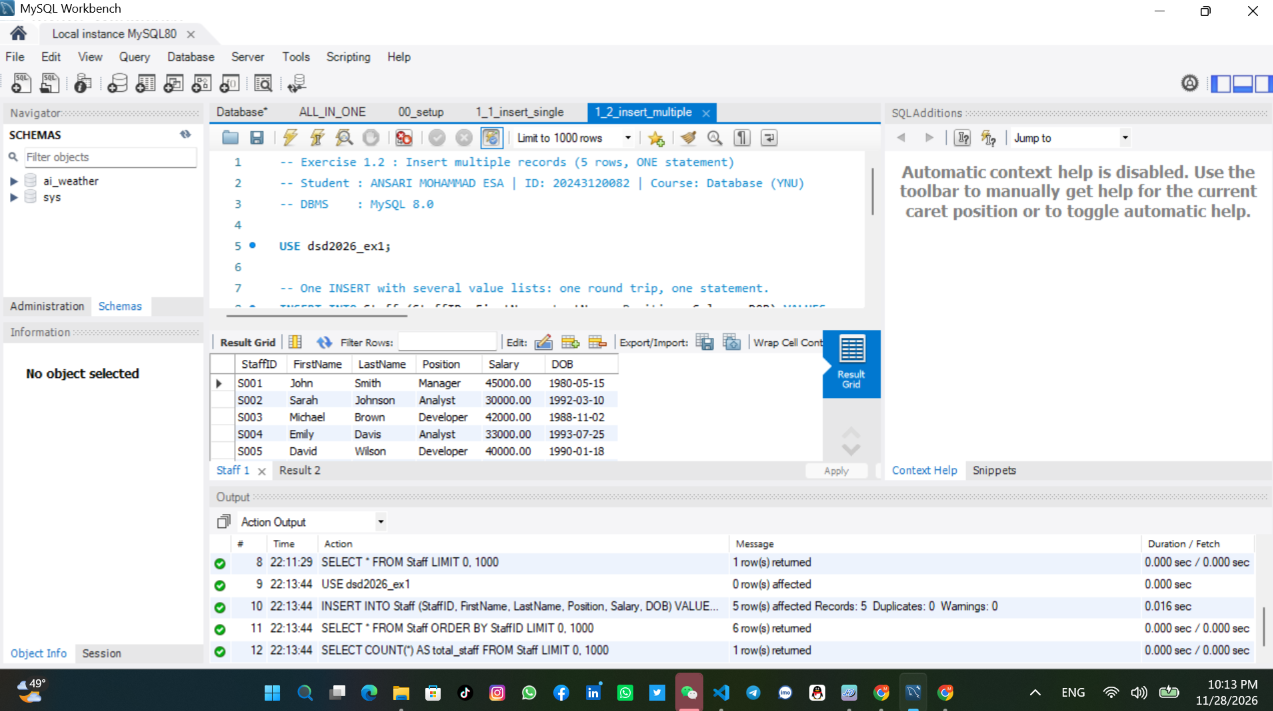 MySQL Workbench
Local instance MySQL80
File Edit View Query Database Server Tools Scripting Help
Navigator
SCHEMAS
Filter objects
ai_weather
sys
Administration Schemas
Information
No object selected
Object Info Session
Database* ALL_IN_ONE 00_setup 1_1_insert_single 1_2_insert_multiple
Limit to 1000 rows
1 -- Exercise 1.2 : Insert multiple records (5 rows, ONE statement)
2 -- Student : ANSARI MOHAMMAD ESA | ID: 20243120082 | Course: Database (YNU)
3 -- DBMS : MySQL 8.0
4
5 USE dsd2026_ex1;
6
7 -- One INSERT with several value lists: one round trip, one statement.
Result Grid Filter Rows: Edit: Export/Import: Wrap Cell Cont
StaffID FirstName LastName Position Salary DOB
S001 John Smith Manager 45000.00 1980-05-15
S002 Sarah Johnson Analyst 30000.00 1992-03-10
S003 Michael Brown Developer 42000.00 1988-11-02
S004 Emily Davis Analyst 33000.00 1993-07-25
S005 David Wilson Developer 40000.00 1990-01-18
Result
Grid
Staff 1 Result 2 Apply
SQLAdditions
Jump to
Automatic context help is disabled. Use the
toolbar to manually get help for the current
caret position or to toggle automatic help.
Context Help Snippets
Output
Action Output
# Time Action Message Duration / Fetch
8 22:11:29 SELECT * FROM Staff LIMIT 0, 1000 1 row(s) returned 0.000 sec / 0.000 sec
9 22:13:44 USE dsd2026_ex1 0 row(s) affected 0.000 sec
10 22:13:44 INSERT INTO Staff (StaffID, FirstName, LastName, Position, Salary, DOB) VALUE... 5 row(s) affected Records: 5 Duplicates: 0 Warnings: 0 0.016 sec
11 22:13:44 SELECT * FROM Staff ORDER BY StaffID LIMIT 0, 1000 6 row(s) returned 0.000 sec / 0.000 sec
12 22:13:44 SELECT COUNT(*) AS total_staff FROM Staff LIMIT 0, 1000 1 row(s) returned 0.000 sec / 0.000 sec
49°
ENG
10:13 PM
11/28/2026